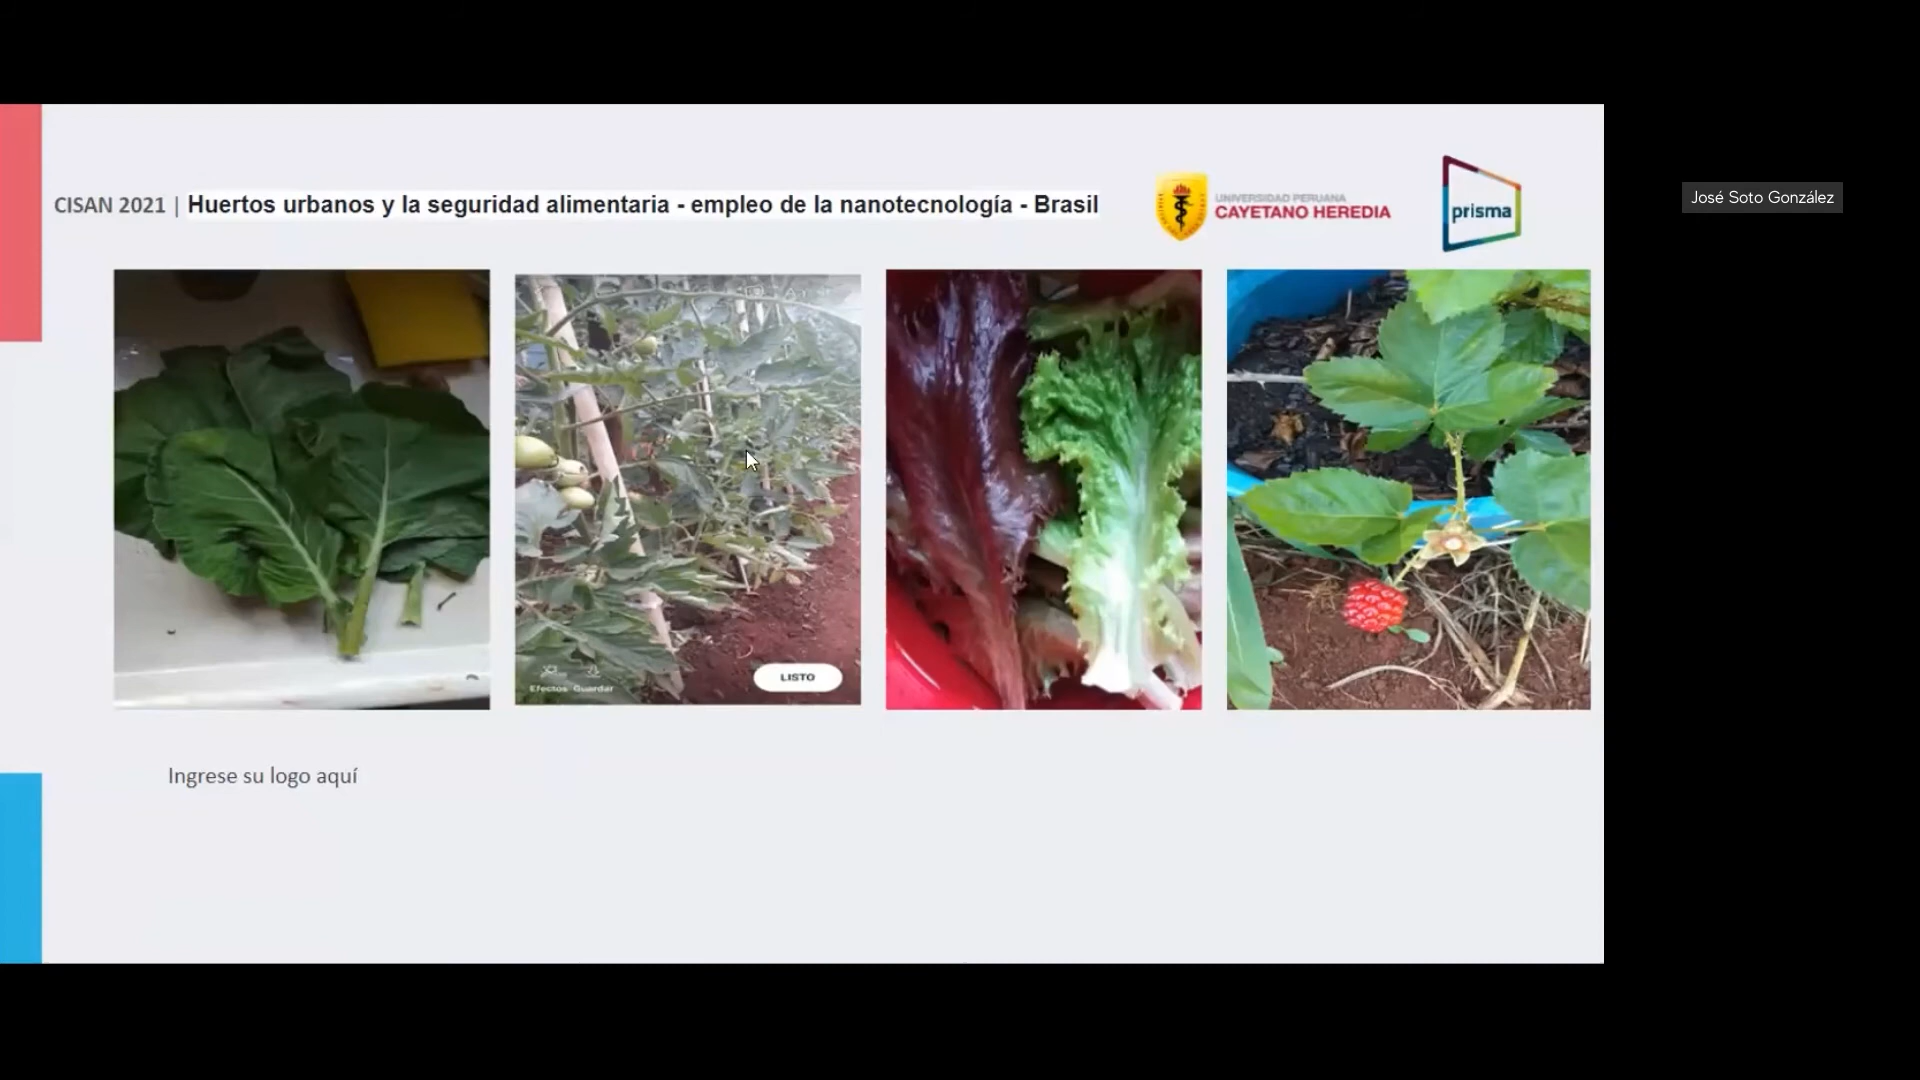 CISAN 2021 | Huertos urbanos y la seguridad alimentaria - empleo de la nanotecnología - Brasil
UNIVERSIDAD PERUANA
CAYETANO HEREDIA
prisma
José Soto González
Efectos Guardar
LISTO
Ingrese su logo aquí